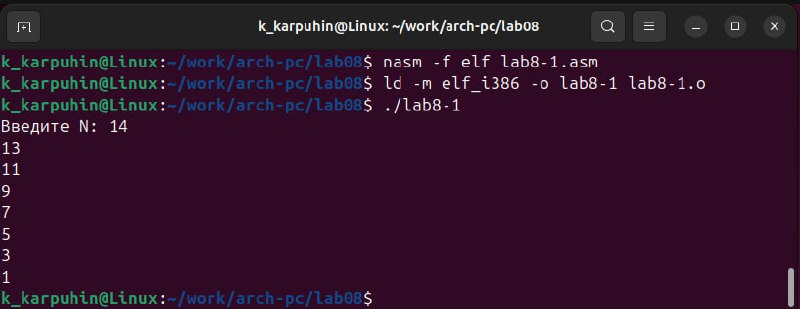 k_karpuhin@Linux: ~/work/arch-pc/lab08
k_karpuhin@Linux:~/work/arch-pc/lab08$ nasm -f elf lab8-1.asm
k_karpuhin@Linux:~/work/arch-pc/lab08$ ld -m elf_i386 -o lab8-1 lab8-1.o
k_karpuhin@Linux:~/work/arch-pc/lab08$ ./lab8-1
Введите N: 14
13
11
9
7
5
3
1
k_karpuhin@Linux:~/work/arch-pc/lab08$